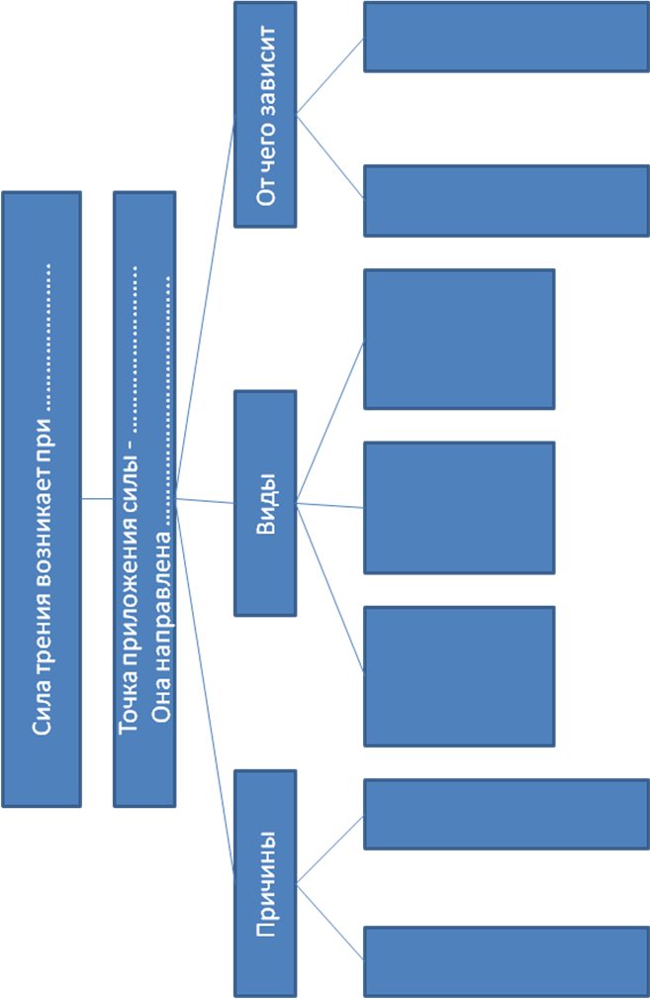 Сила трения возникает при ...........................
Точка приложения силы - ...........................
Она направлена ........................................
Причины
Виды
От чего зависит